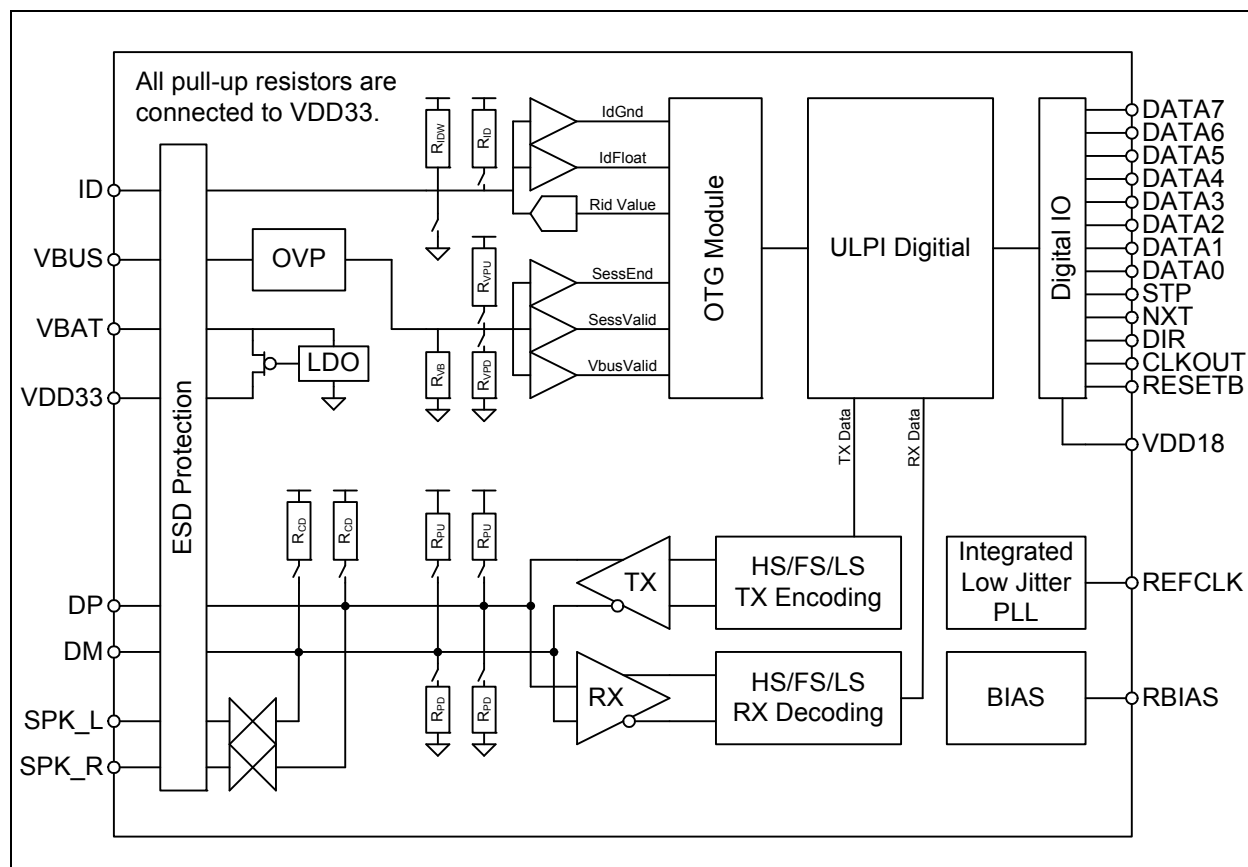 All pull-up resistors are
connected to VDD33.
ID
VBUS
VBAT
VDD33
DP
DM
SPK_L
SPK_R
ESD Protection
OVP
LDO
RIDW
RID
RVPU
RVB
RVPD
IdGnd
IdFloat
Rid Value
SessEnd
SessValid
VbusValid
OTG Module
ULPI Digitial
Digital IO
DATA7
DATA6
DATA5
DATA4
DATA3
DATA2
DATA1
DATA0
STP
NXT
DIR
CLKOUT
RESETB
VDD18
TX Data
RX Data
RCD
RCD
RPU
RPU
RPD
RPD
TX
HS/FS/LS
TX Encoding
RX
HS/FS/LS
RX Decoding
Integrated
Low Jitter
PLL
REFCLK
BIAS
RBIAS